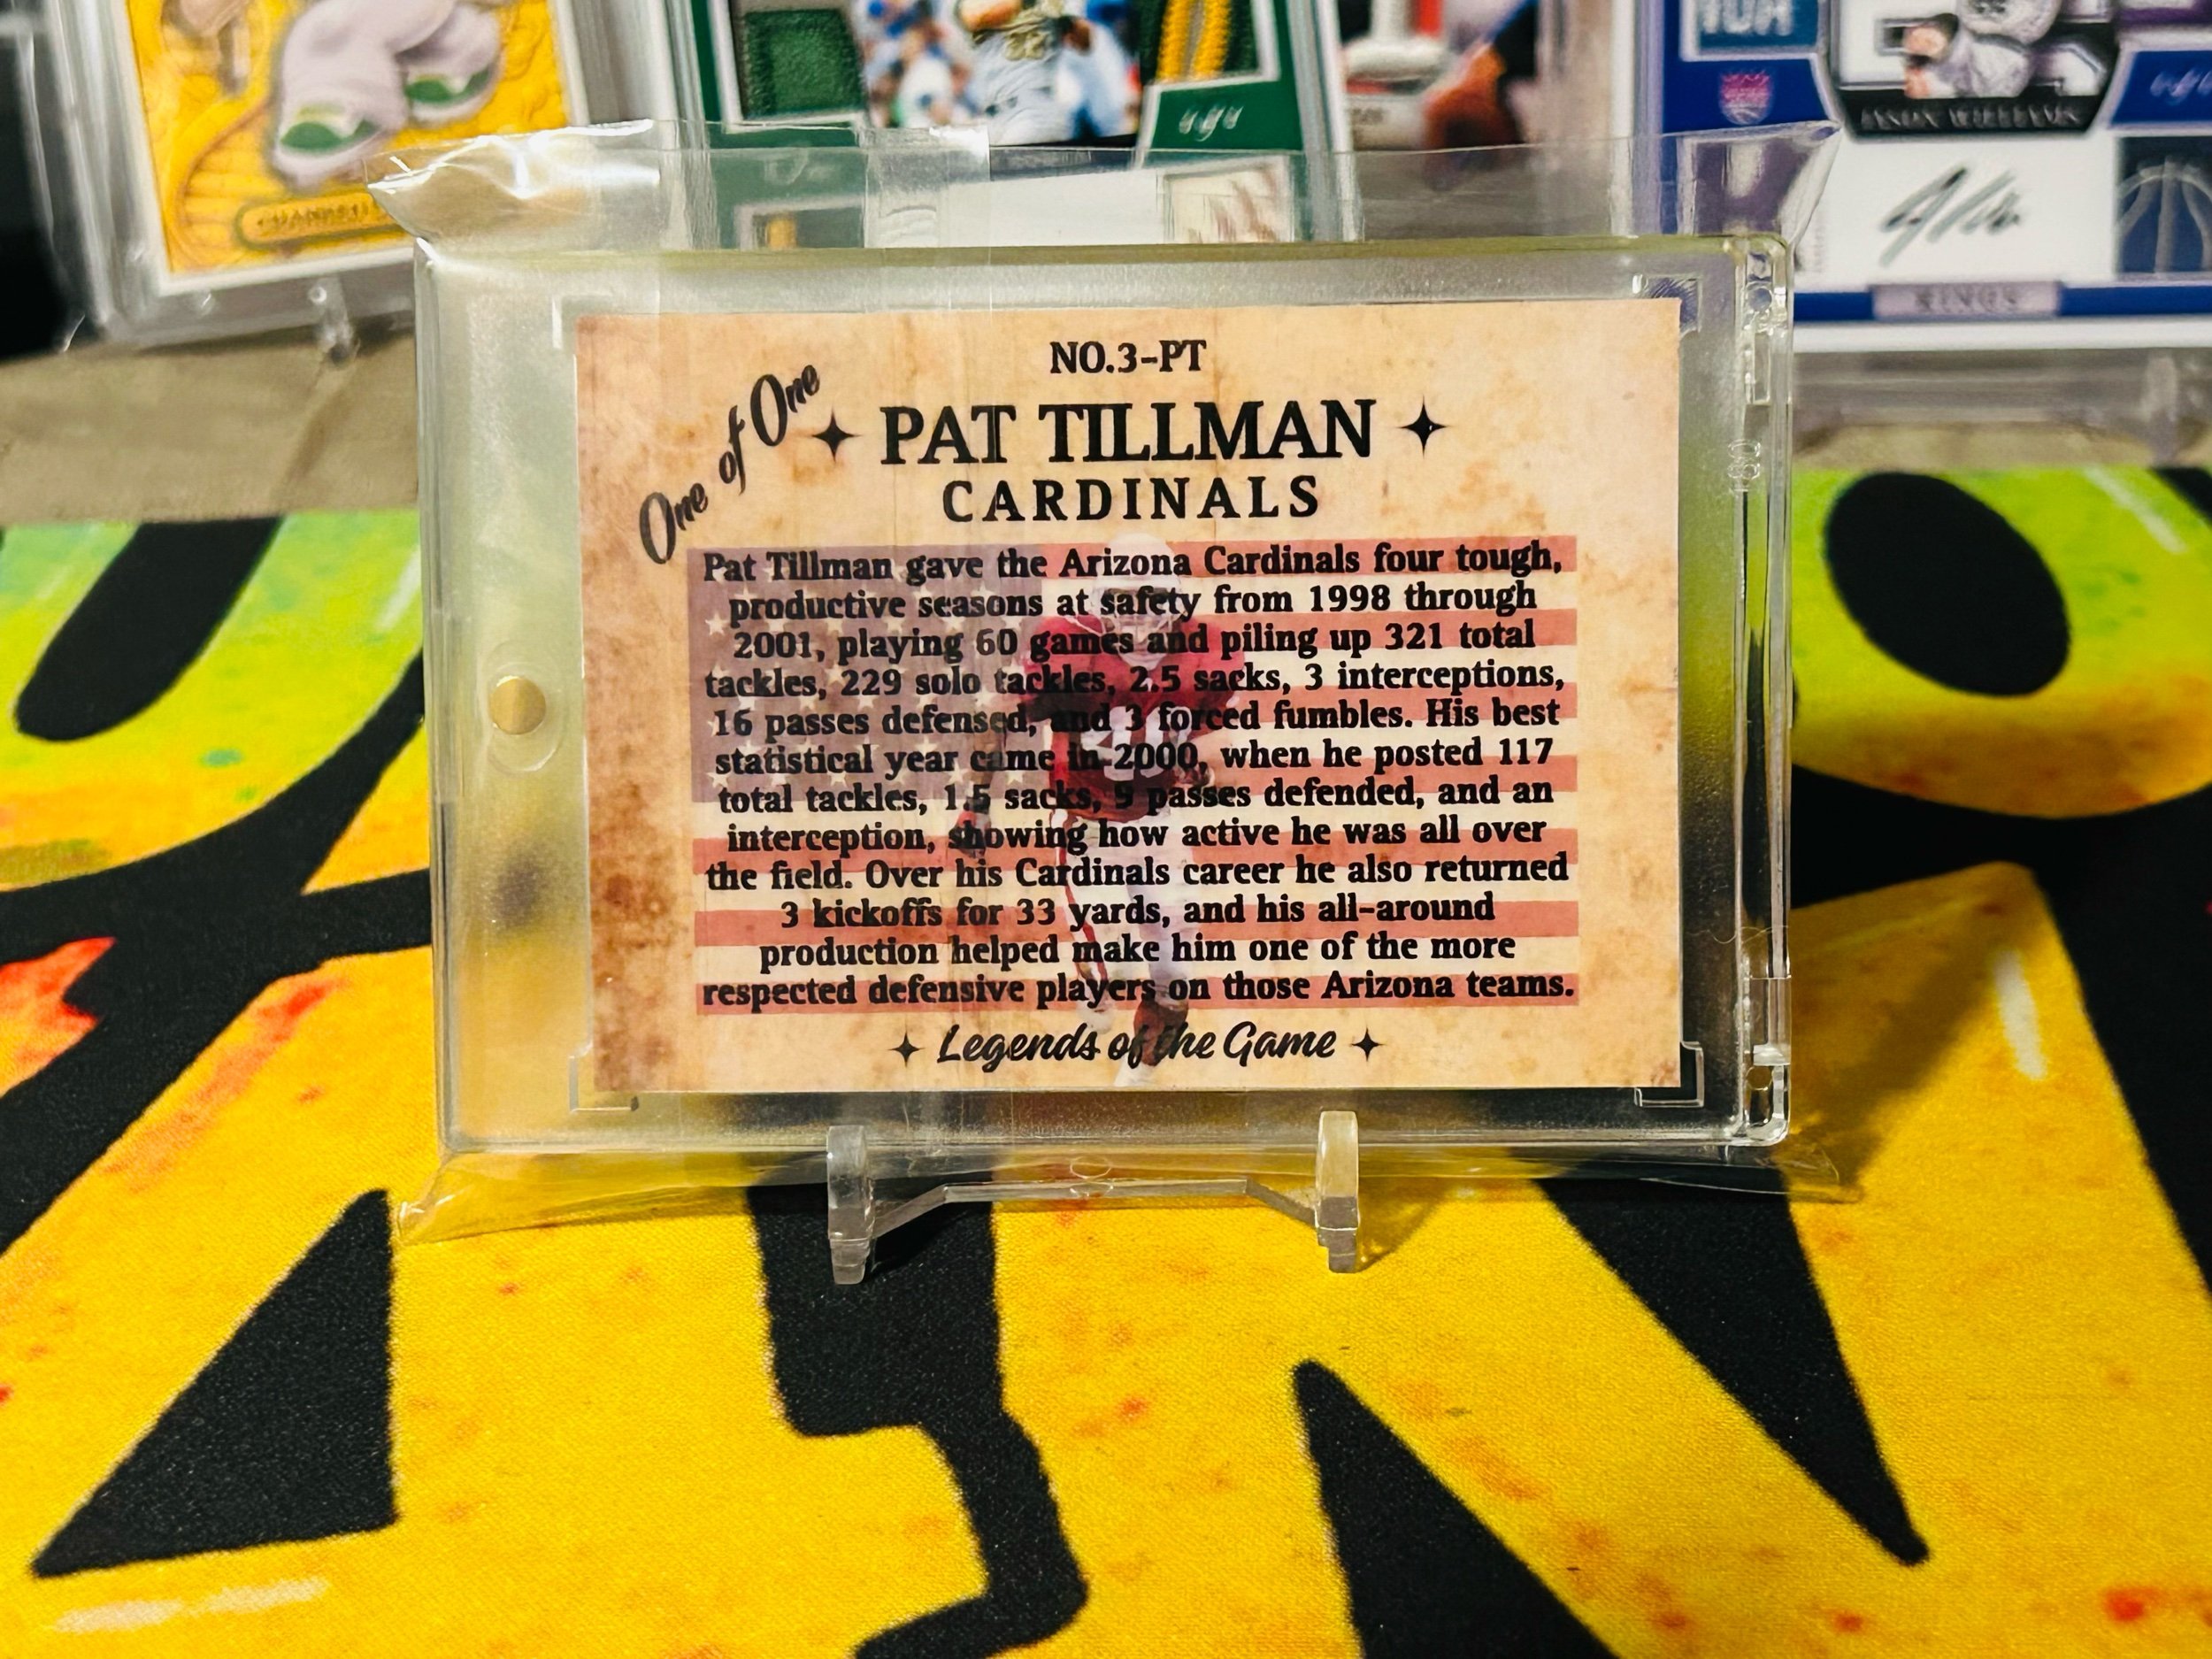 JASON WILLIAMS
KINGS
NO.3-PT
One of One
PAT TILLMAN
CARDINALS
Pat Tillman gave the Arizona Cardinals four tough,
productive seasons at safety from 1998 through
2001, playing 60 games and piling up 321 total
tackles, 229 solo tackles, 2.5 sacks, 3 interceptions,
16 passes defensed, and 3 forced fumbles. His best
statistical year came in 2000, when he posted 117
total tackles, 1.5 sacks, 9 passes defended, and an
interception, showing how active he was all over
the field. Over his Cardinals career he also returned
3 kickoffs for 33 yards, and his all-around
production helped make him one of the more
respected defensive players on those Arizona teams.
Legends of the Game